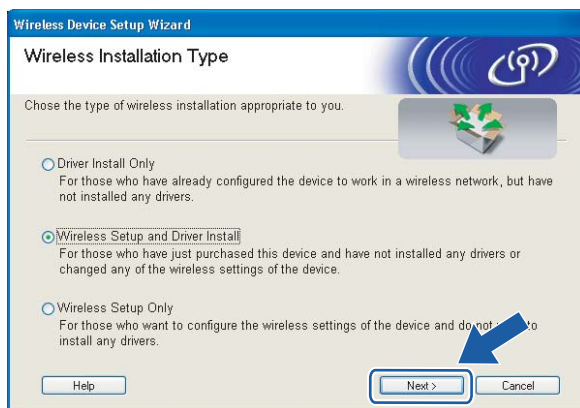 Wireless Device Setup Wizard
Wireless Installation Type
Chose the type of wireless installation appropriate to you.
Driver Install Only
For those who have already configured the device to work in a wireless network, but have
not installed any drivers.
Wireless Setup and Driver Install
For those who have just purchased this device and have not installed any drivers or
changed any of the wireless settings of the device.
Wireless Setup Only
For those who want to configure the wireless settings of the device and do not to
install any drivers.
Help
Next >
Cancel